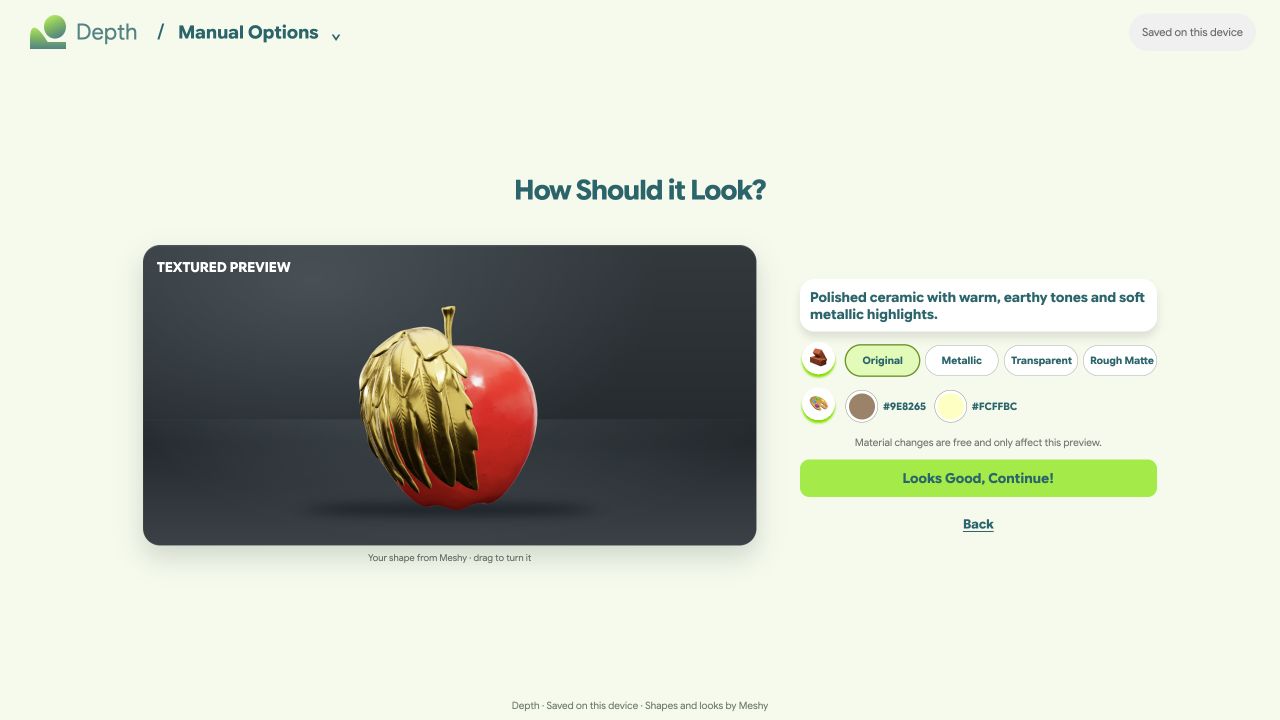 Depth / Manual Options
Saved on this device
How Should it Look?
TEXTURED PREVIEW
Your shape from Meshy · drag to turn it
Polished ceramic with warm, earthy tones and soft
metallic highlights.
Original Metallic Transparent Rough Matte
#9E8265 #FCFFBC
Material changes are free and only affect this preview.
Looks Good, Continue!
Back
Depth · Saved on this device · Shapes and looks by Meshy